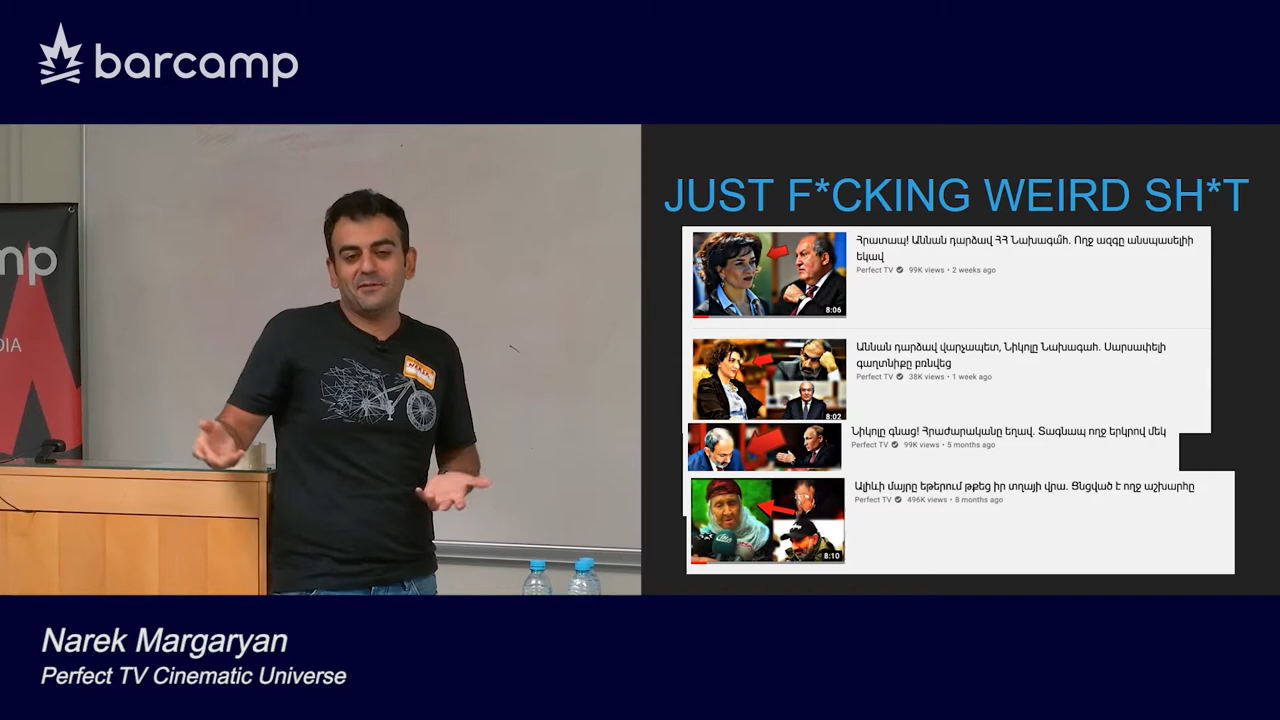 barcamp
mp
DIA
NAREK
JUST F*CKING WEIRD SH*T
Հրատապ! Աննան դարձավ ՀՀ Նախագահ. Ողջ ազգը անսպասելիի
եկավ
Perfect TV 99K views • 2 weeks ago
8:06
Աննան դարձավ վարչապետ, Նիկոլը Նախագահ. Սարսափելի
գաղտնիքը բռնվեց
Perfect TV 38K views • 1 week ago
8:02
Նիկոլը գնաց! Հրաժարականը եղավ. Տագնապ ողջ երկրով մեկ
Perfect TV 99K views • 5 months ago
Ալիևի մայրը եթերում թքեց իր տղայի վրա. Ցնցված է ողջ աշխարհը
Perfect TV 496K views • 8 months ago
8:10
Narek Margaryan
Perfect TV Cinematic Universe